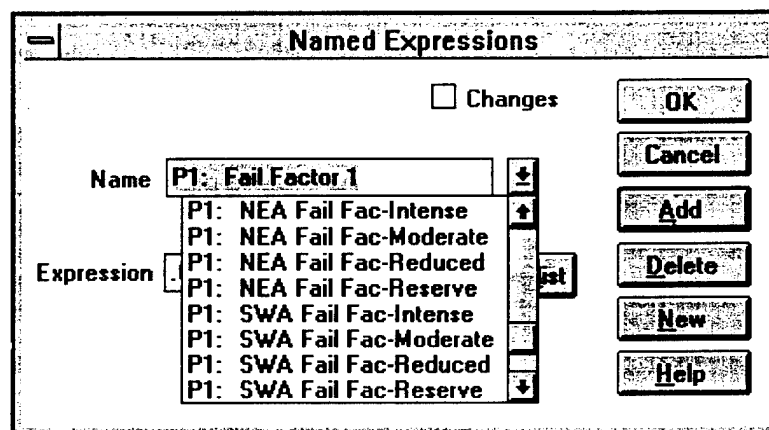 Named Expressions
Changes
OK
Cancel
Name P1: Fail Factor 1
Add
P1: NEA Fail Fac-Intense
P1: NEA Fail Fac-Moderate
Expression P1: NEA Fail Fac-Reduced
Delete
P1: NEA Fail Fac-Reserve
P1: SWA Fail Fac-Intense
New
P1: SWA Fail Fac-Moderate
P1: SWA Fail Fac-Reduced
Help
P1: SWA Fail Fac-Reserve